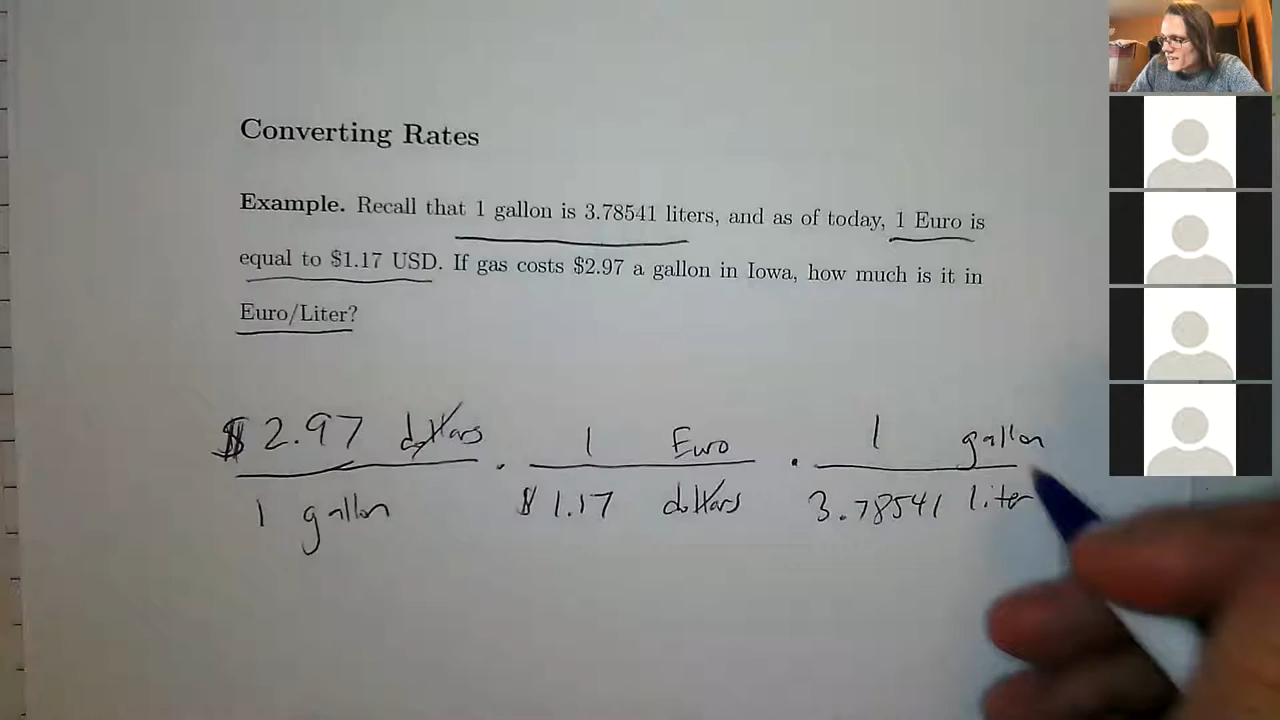 Converting Rates
Example. Recall that 1 gallon is 3.78541 liters, and as of today, 1 Euro is
equal to $1.17 USD. If gas costs $2.97 a gallon in Iowa, how much is it in
Euro/Liter?
$ 2.97 dollars · 1 Euro · 1 gallon
1 gallon $ 1.17 dollars 3.78541 liter